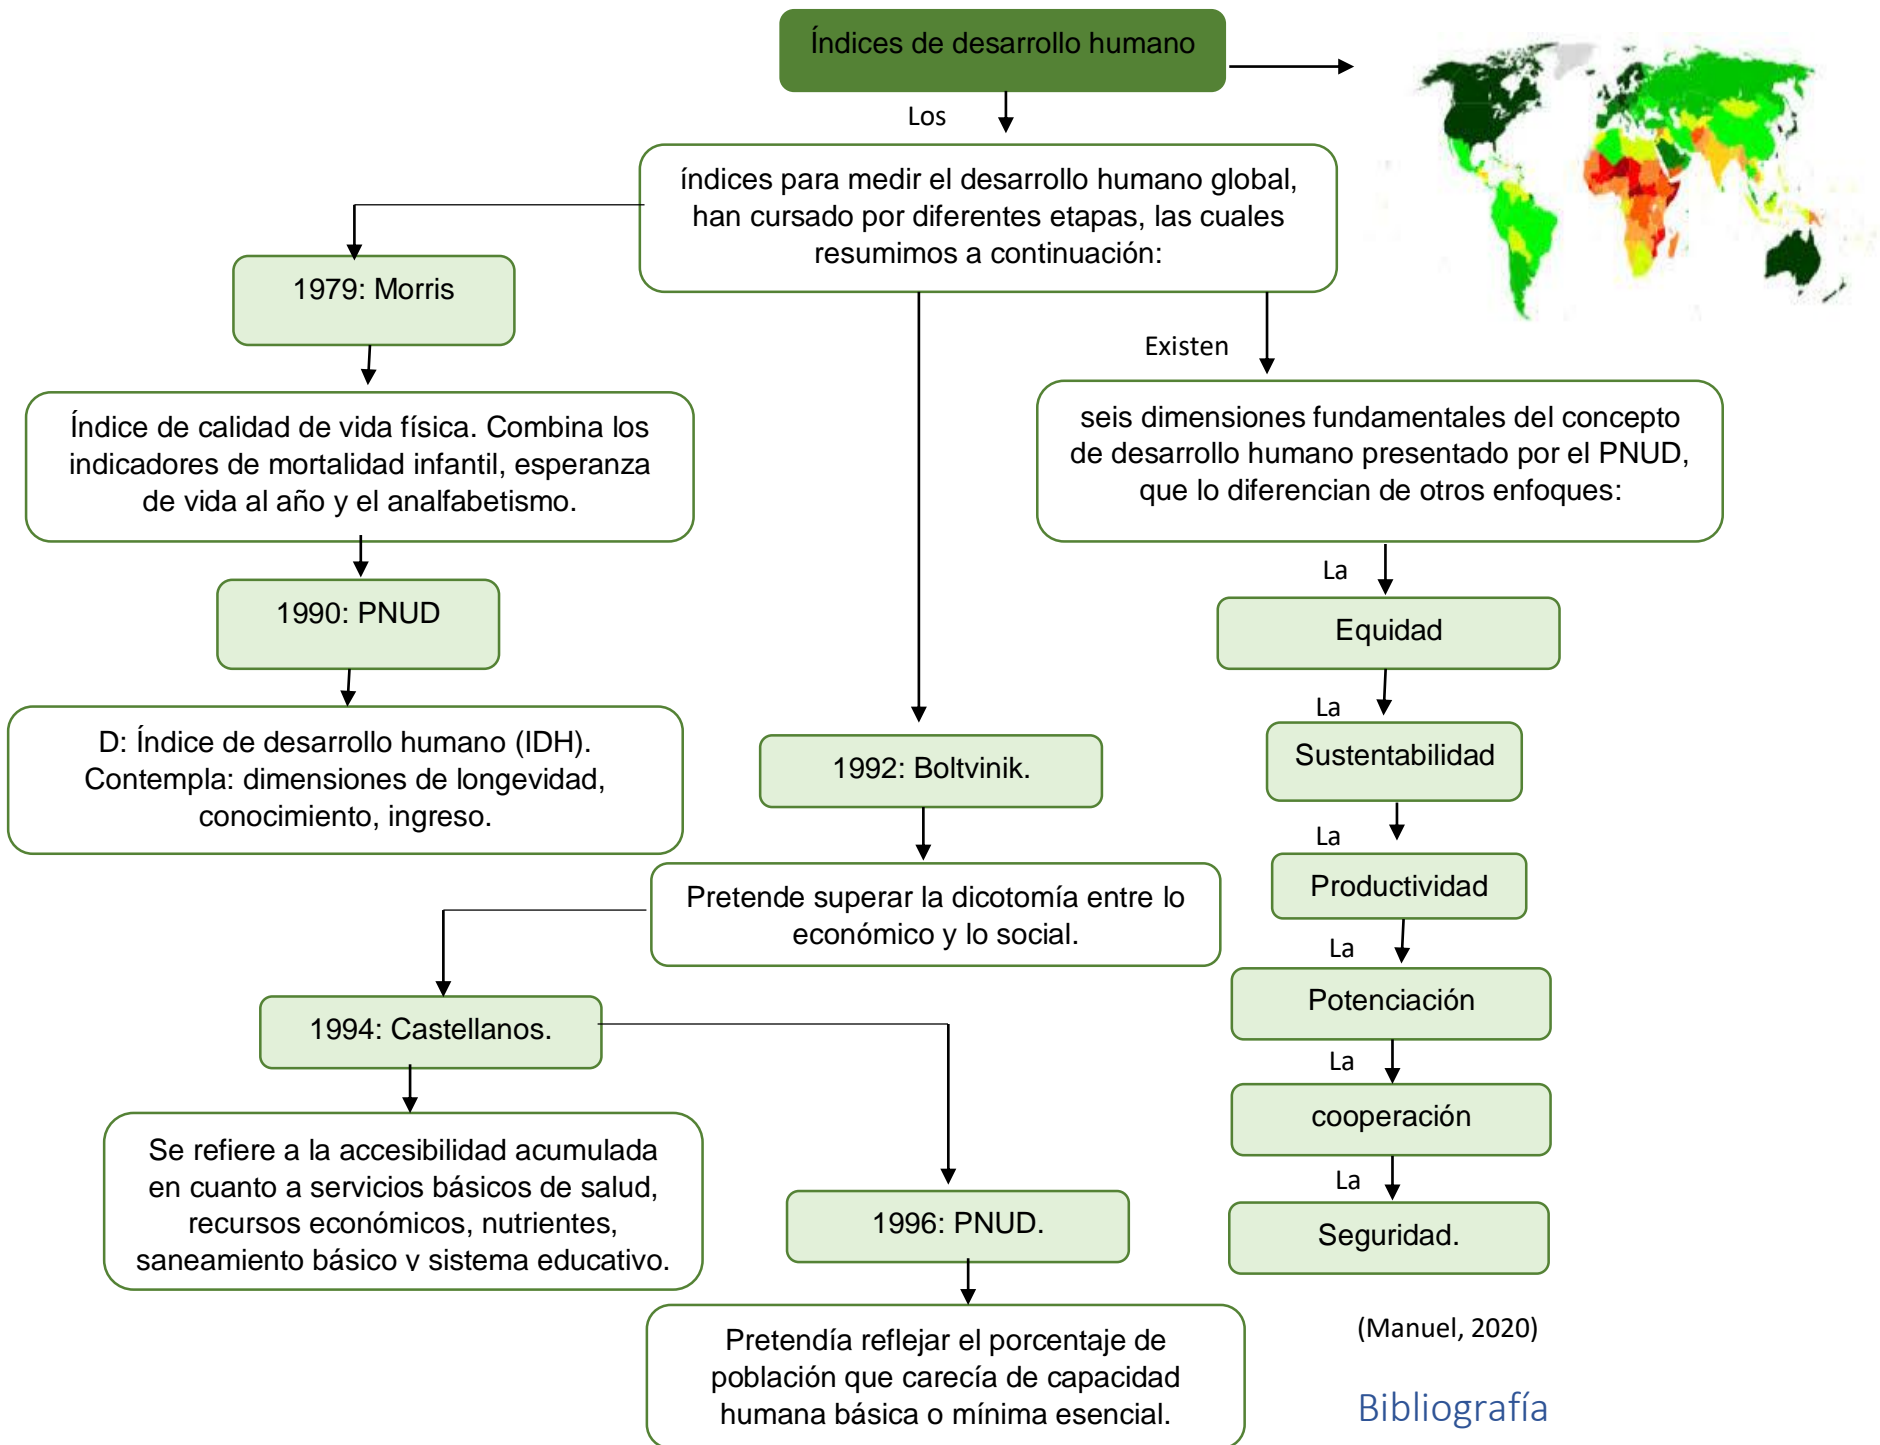 Índices de desarrollo humano
Los
índices para medir el desarrollo humano global,
han cursado por diferentes etapas, las cuales
resumimos a continuación:
1979: Morris
Índice de calidad de vida física. Combina los
indicadores de mortalidad infantil, esperanza
de vida al año y el analfabetismo.
1990: PNUD
D: Índice de desarrollo humano (IDH).
Contempla: dimensiones de longevidad,
conocimiento, ingreso.
1992: Boltvinik.
Pretende superar la dicotomía entre lo
económico y lo social.
1994: Castellanos.
Se refiere a la accesibilidad acumulada
en cuanto a servicios básicos de salud,
recursos económicos, nutrientes,
saneamiento básico y sistema educativo.
1996: PNUD.
Pretendía reflejar el porcentaje de
población que carecía de capacidad
humana básica o mínima esencial.
Existen
seis dimensiones fundamentales del concepto
de desarrollo humano presentado por el PNUD,
que lo diferencian de otros enfoques:
La
Equidad
La
Sustentabilidad
La
Productividad
La
Potenciación
La
cooperación
La
Seguridad.
(Manuel, 2020)
Bibliografía